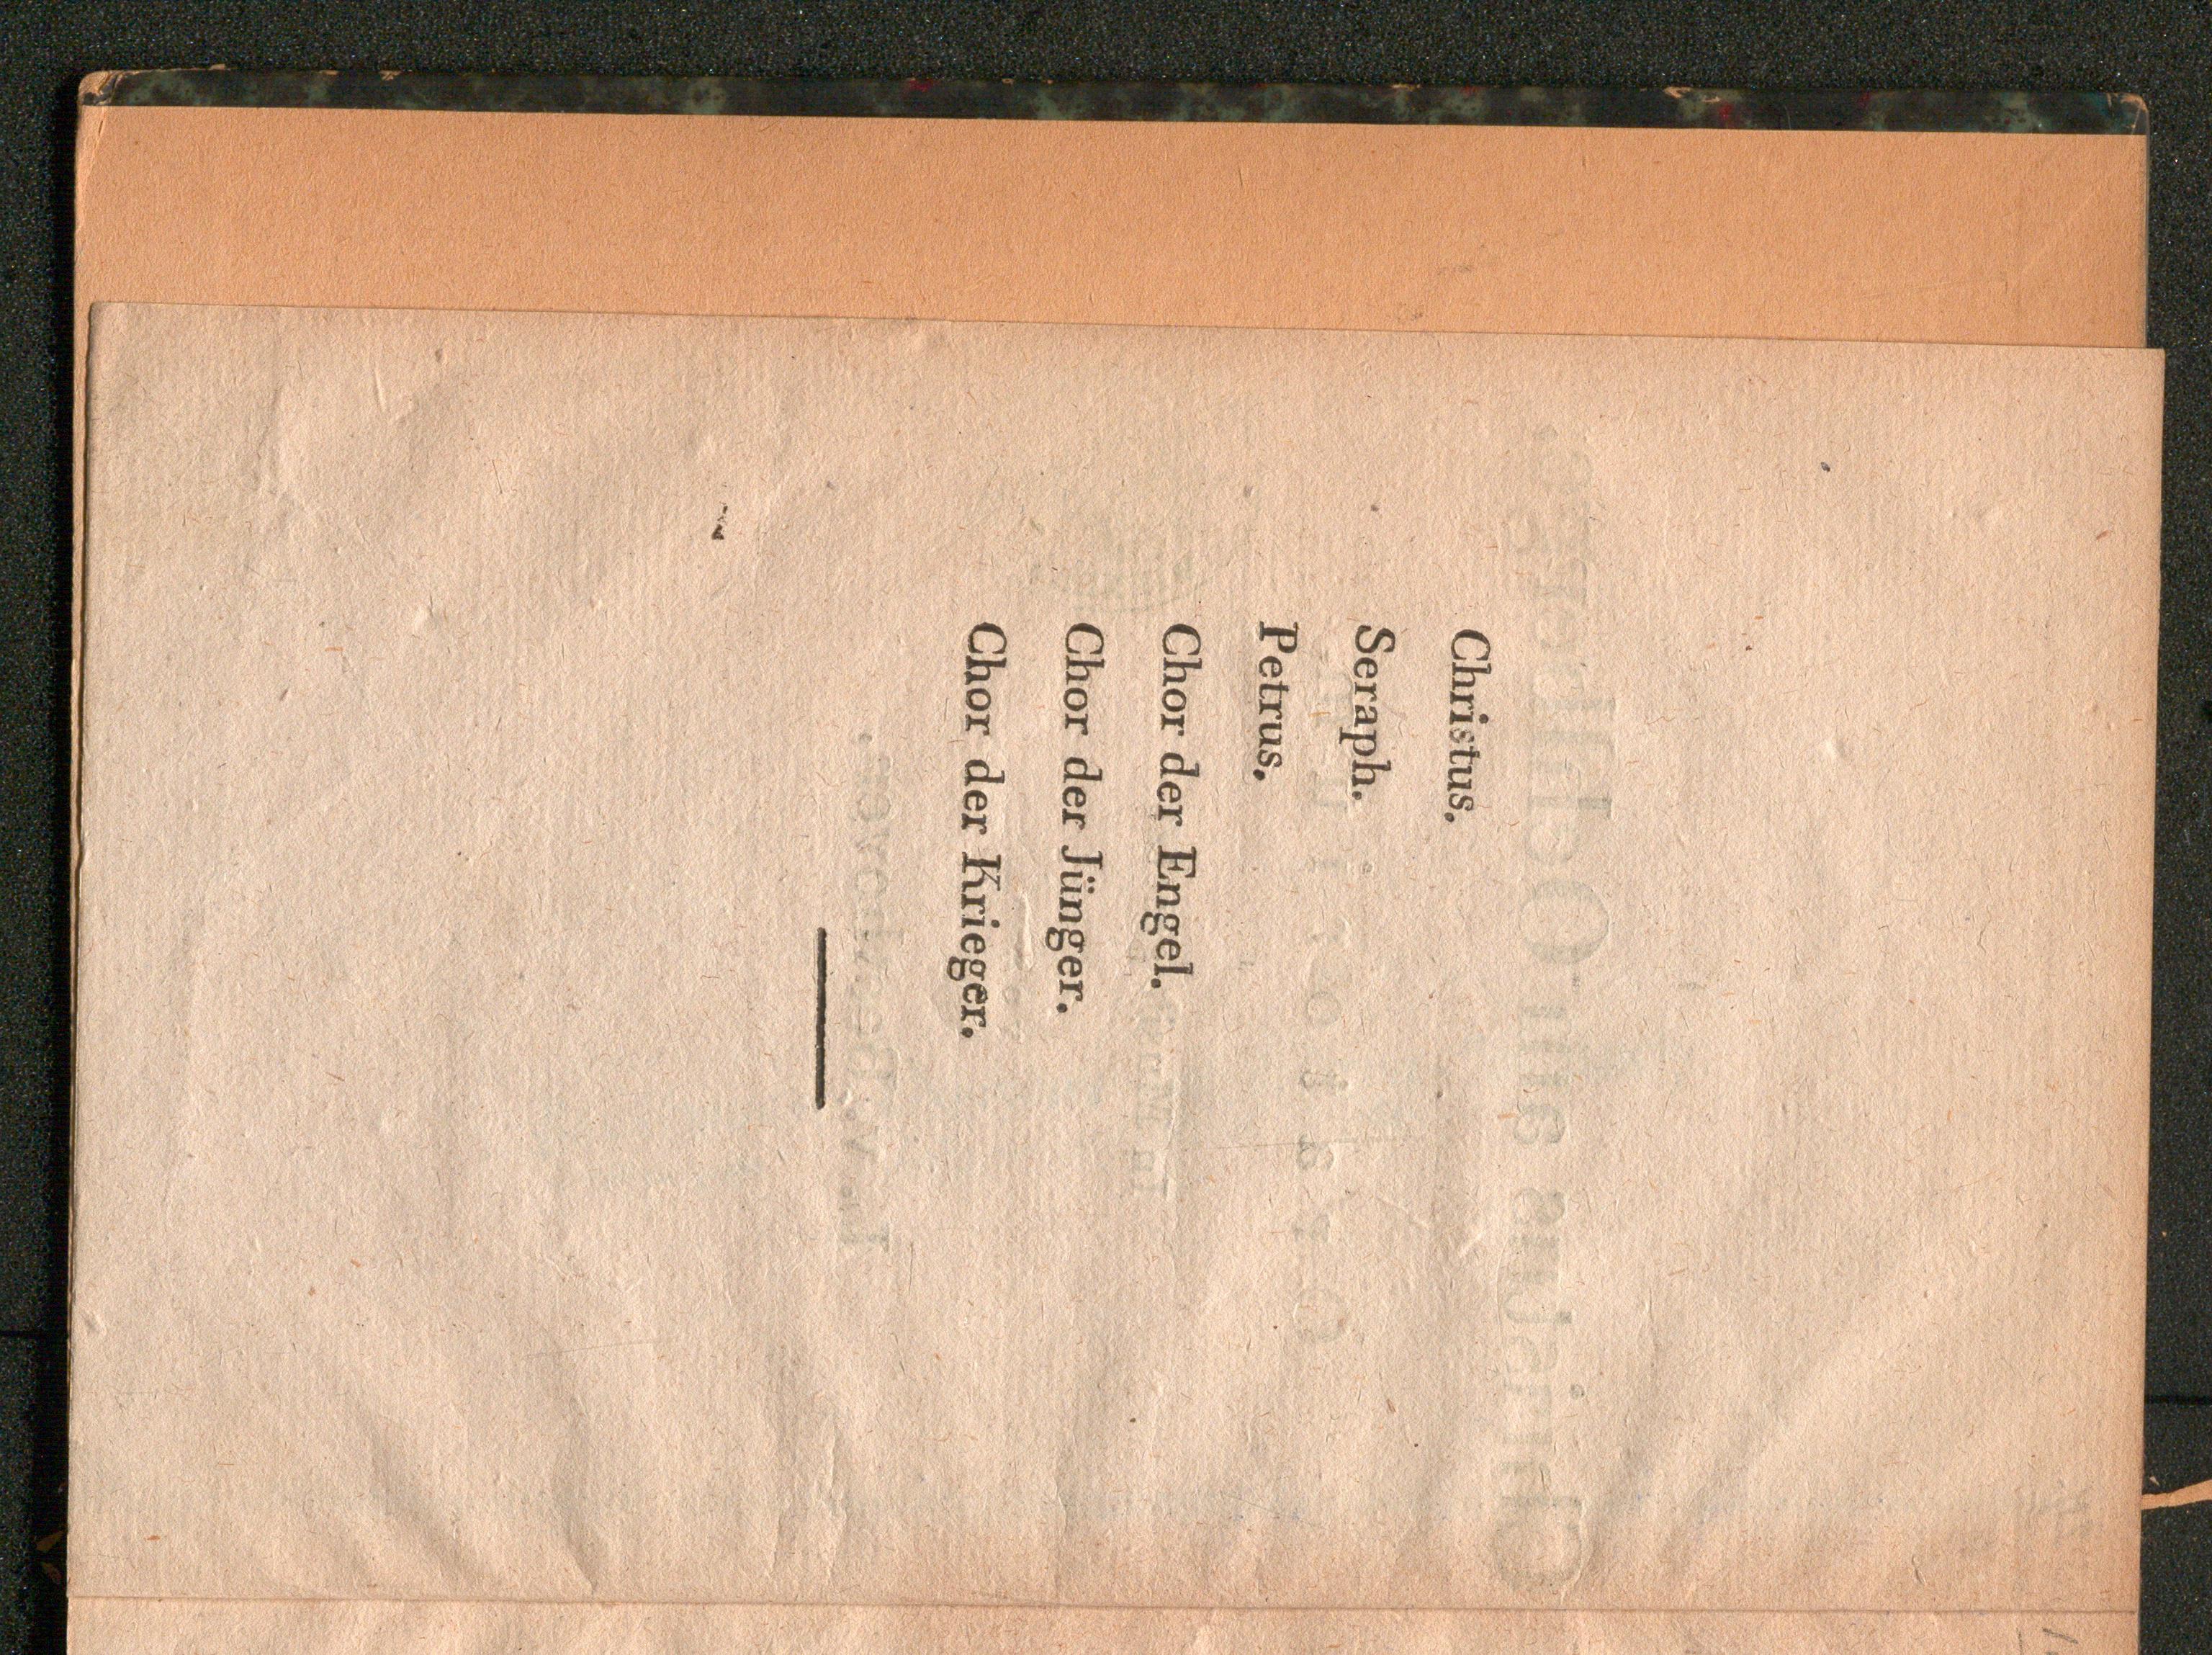 Christus.
Seraph.
Petrus.
Chor der Engel.
Chor der Jünger.
Chor der Krieger.